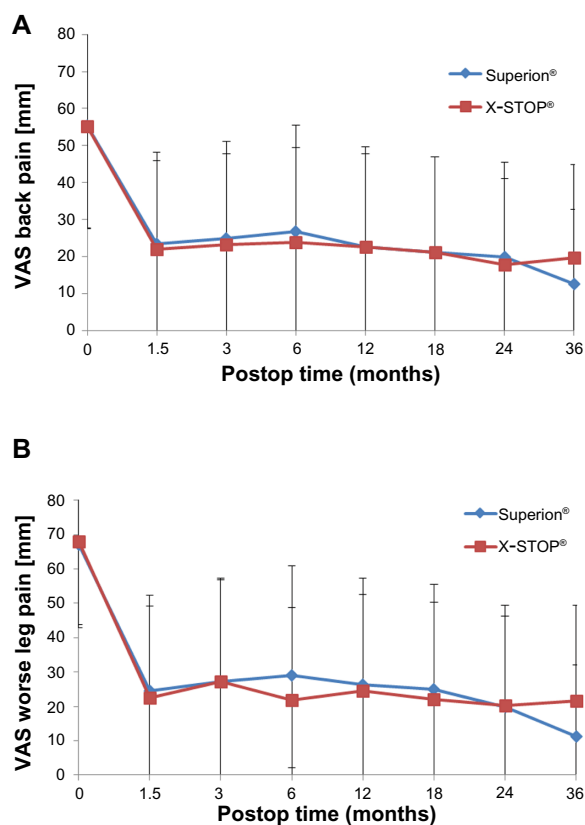 A
VAS back pain [mm]
80
70
60
50
40
30
20
10
0
Superion®
X-STOP®
0 1.5 3 6 12 18 24 36
Postop time (months)
B
VAS worse leg pain [mm]
80
70
60
50
40
30
20
10
0
Superion®
X-STOP®
0 1.5 3 6 12 18 24 36
Postop time (months)